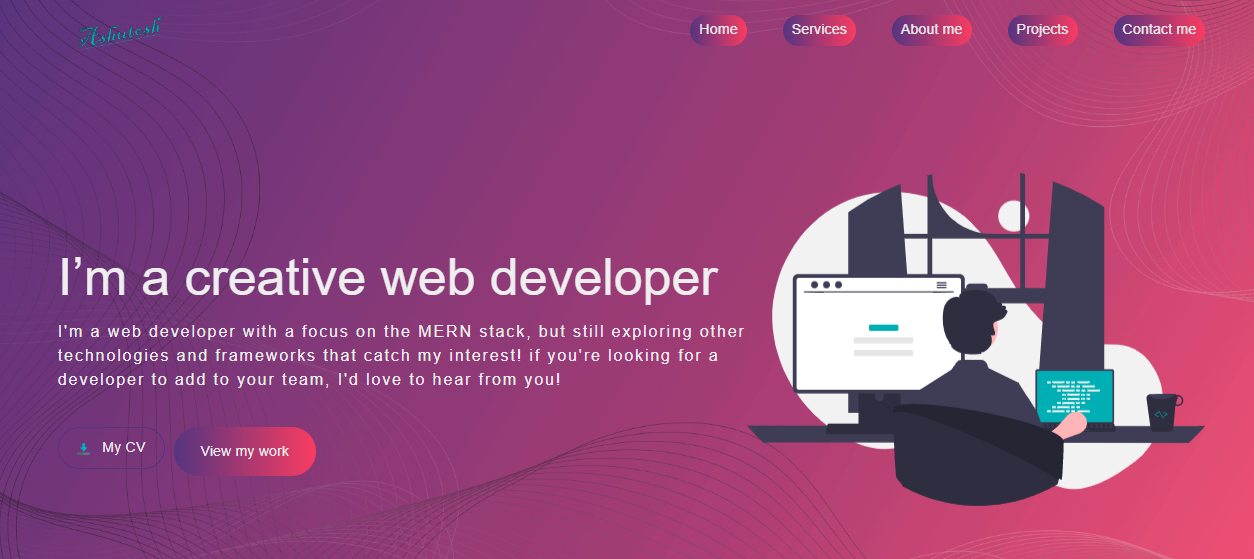 Ashutosh
Home Services About me Projects Contact me
I’m a creative web developer
I'm a web developer with a focus on the MERN stack, but still exploring other
technologies and frameworks that catch my interest! if you're looking for a
developer to add to your team, I'd love to hear from you!
My CV View my work